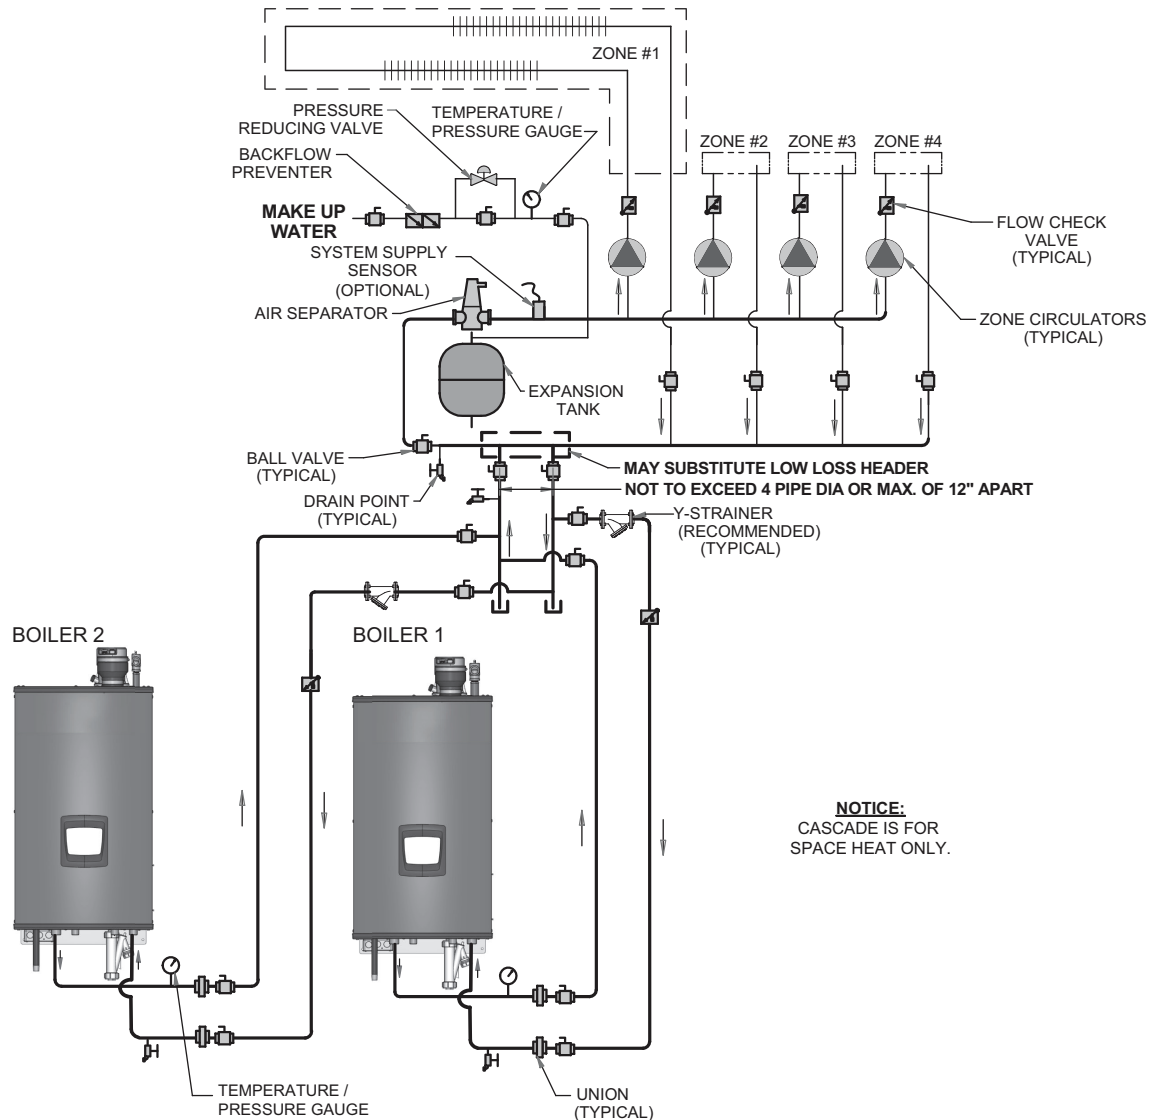 ZONE #1
PRESSURE
REDUCING VALVE
TEMPERATURE /
PRESSURE GAUGE
BACKFLOW
PREVENTER
ZONE #2
ZONE #3
ZONE #4
MAKE UP
WATER
FLOW CHECK
VALVE
(TYPICAL)
SYSTEM SUPPLY
SENSOR
(OPTIONAL)
AIR SEPARATOR
ZONE CIRCULATORS
(TYPICAL)
EXPANSION
TANK
BALL VALVE
(TYPICAL)
MAY SUBSTITUTE LOW LOSS HEADER
NOT TO EXCEED 4 PIPE DIA OR MAX. OF 12" APART
DRAIN POINT
(TYPICAL)
Y-STRAINER
(RECOMMENDED)
(TYPICAL)
BOILER 2
BOILER 1
NOTICE:
CASCADE IS FOR
SPACE HEAT ONLY.
TEMPERATURE /
PRESSURE GAUGE
UNION
(TYPICAL)